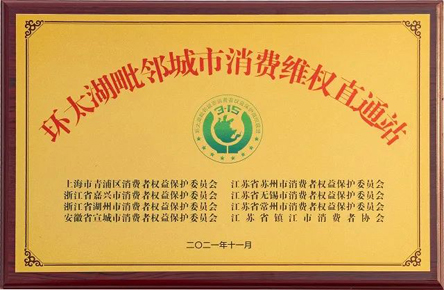 环太湖毗邻城市消费维权直通站
3·15
上海市青浦区消费者权益保护委员会 江苏省苏州市消费者权益保护委员会
浙江省嘉兴市消费者权益保护委员会 江苏省无锡市消费者权益保护委员会
浙江省湖州市消费者权益保护委员会 江苏省常州市消费者权益保护委员会
安徽省宣城市消费者权益保护委员会 江苏省镇江市消费者协会
二〇二一年十一月